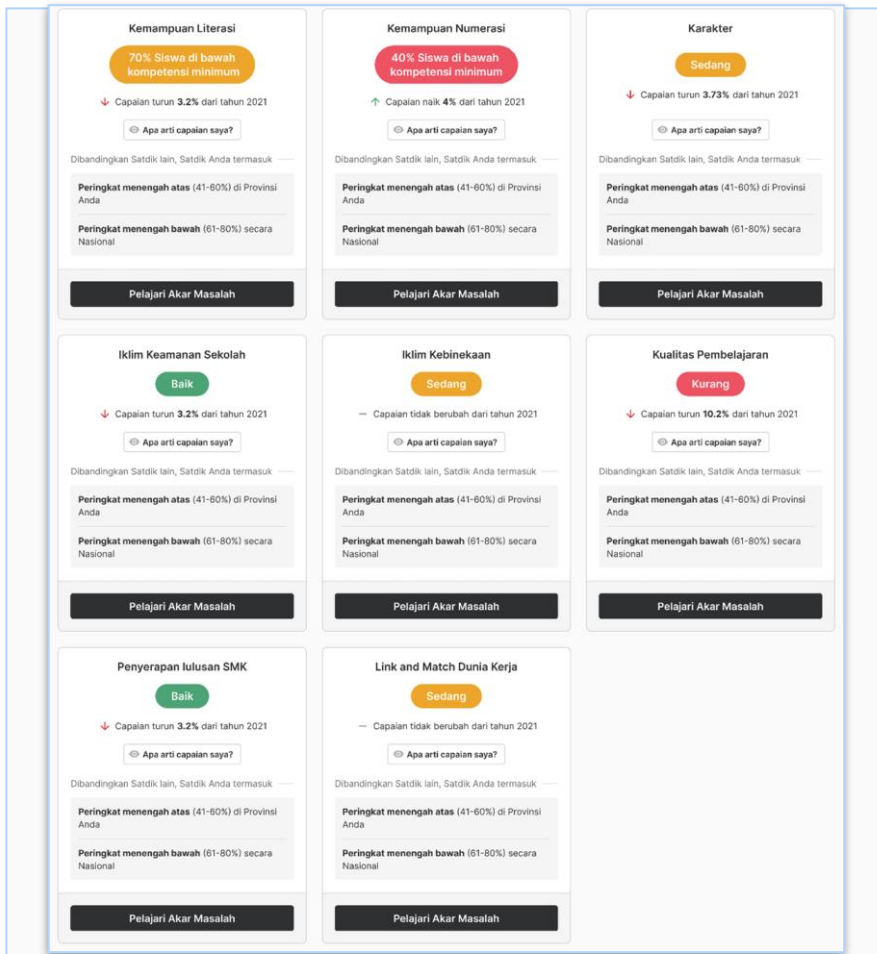 Kemampuan Literasi
70% Siswa di bawah
kompetensi minimum
Capaian turun 3.2% dari tahun 2021
Apa arti capaian saya?
Dibandingkan Satdik lain, Satdik Anda termasuk
Peringkat menengah atas (41-60%) di Provinsi
Anda
Peringkat menengah bawah (61-80%) secara
Nasional
Pelajari Akar Masalah
Kemampuan Numerasi
40% Siswa di bawah
kompetensi minimum
Capaian naik 4% dari tahun 2021
Apa arti capaian saya?
Dibandingkan Satdik lain, Satdik Anda termasuk
Peringkat menengah atas (41-60%) di Provinsi
Anda
Peringkat menengah bawah (61-80%) secara
Nasional
Pelajari Akar Masalah
Karakter
Sedang
Capaian turun 3.73% dari tahun 2021
Apa arti capaian saya?
Dibandingkan Satdik lain, Satdik Anda termasuk
Peringkat menengah atas (41-60%) di Provinsi
Anda
Peringkat menengah bawah (61-80%) secara
Nasional
Pelajari Akar Masalah
Iklim Keamanan Sekolah
Baik
Capaian turun 3.2% dari tahun 2021
Apa arti capaian saya?
Dibandingkan Satdik lain, Satdik Anda termasuk
Peringkat menengah atas (41-60%) di Provinsi
Anda
Peringkat menengah bawah (61-80%) secara
Nasional
Pelajari Akar Masalah
Iklim Kebinekaan
Sedang
Capaian tidak berubah dari tahun 2021
Apa arti capaian saya?
Dibandingkan Satdik lain, Satdik Anda termasuk
Peringkat menengah atas (41-60%) di Provinsi
Anda
Peringkat menengah bawah (61-80%) secara
Nasional
Pelajari Akar Masalah
Kualitas Pembelajaran
Kurang
Capaian turun 10.2% dari tahun 2021
Apa arti capaian saya?
Dibandingkan Satdik lain, Satdik Anda termasuk
Peringkat menengah atas (41-60%) di Provinsi
Anda
Peringkat menengah bawah (61-80%) secara
Nasional
Pelajari Akar Masalah
Penyerapan lulusan SMK
Baik
Capaian turun 3.2% dari tahun 2021
Apa arti capaian saya?
Dibandingkan Satdik lain, Satdik Anda termasuk
Peringkat menengah atas (41-60%) di Provinsi
Anda
Peringkat menengah bawah (61-80%) secara
Nasional
Pelajari Akar Masalah
Link and Match Dunia Kerja
Sedang
Capaian tidak berubah dari tahun 2021
Apa arti capaian saya?
Dibandingkan Satdik lain, Satdik Anda termasuk
Peringkat menengah atas (41-60%) di Provinsi
Anda
Peringkat menengah bawah (61-80%) secara
Nasional
Pelajari Akar Masalah